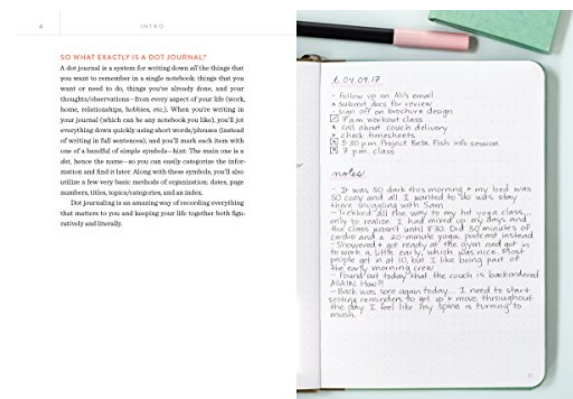 4
INTRO
SO WHAT EXACTLY IS A DOT JOURNAL?
A dot journal is a system for writing down all the things that
you want to remember in a single notebook things that you
want or need to do, things you've already done, and your
thoughts/observations—from every aspect of your life (work,
home, relationships, hobbies, etc.). When you're writing in
your journal (which can be any notebook you like), you'll jot
everything down quickly using short words/phrases (instead
of writing in full sentences), and you'll mark each item with
one of a handful of simple symbols—hint: The main one is a
dot, hence the name—so you can easily categorize the infor-
mation and find it later. Along with these symbols, you'll also
utilize a few very basic methods of organization: dates, page
numbers, titles, topics/categories, and an index.
Dot journaling is an amazing way of recording everything
that matters to you and keeping your life together both figu-
ratively and literally.
2.09.17
- follow up on Ali's email
submit docs for review
- sign off on brochure design
7 a.m. workout class
x call about couch delivery
check timesheets
5:30 p.m. Project Beta Fish info session
7 p.m. class
notes
- It was so dark this morning + my bed was
so cozy and all I wanted to do was stay
there snuggling with Sam
- Trekked all the way to my hot yoga class...
only to realize I had mixed up my days and
the class wasn't until 8:30. Did 30 minutes of
cardio and a 20-minute yoga podcast instead
- Showered + got ready at the gym and got in
to work a little early, which was nice. Most
people get in at 10, but I like being part of
the early morning crew
- Found out today that the couch is backordered
AGAIN. How?!
- Back was sore again today... I need to start
setting reminders to get up + move throughout
the day. I feel like my spine is turning to
mush.